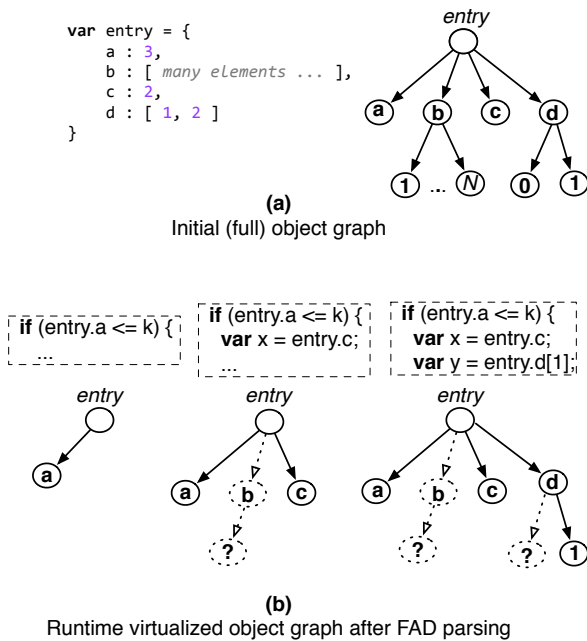 var entry = {
a : 3,
b : [ many elements ... ],
c : 2,
d : [ 1, 2 ]
}
entry
a b c d
1 ... N 0 1
(a)
Initial (full) object graph
if (entry.a <= k) {
...
entry
a
if (entry.a <= k) {
var x = entry.c;
...
entry
a b c
?
if (entry.a <= k) {
var x = entry.c;
var y = entry.d[1];
entry
a b c d
? ? 1
(b)
Runtime virtualized object graph after FAD parsing